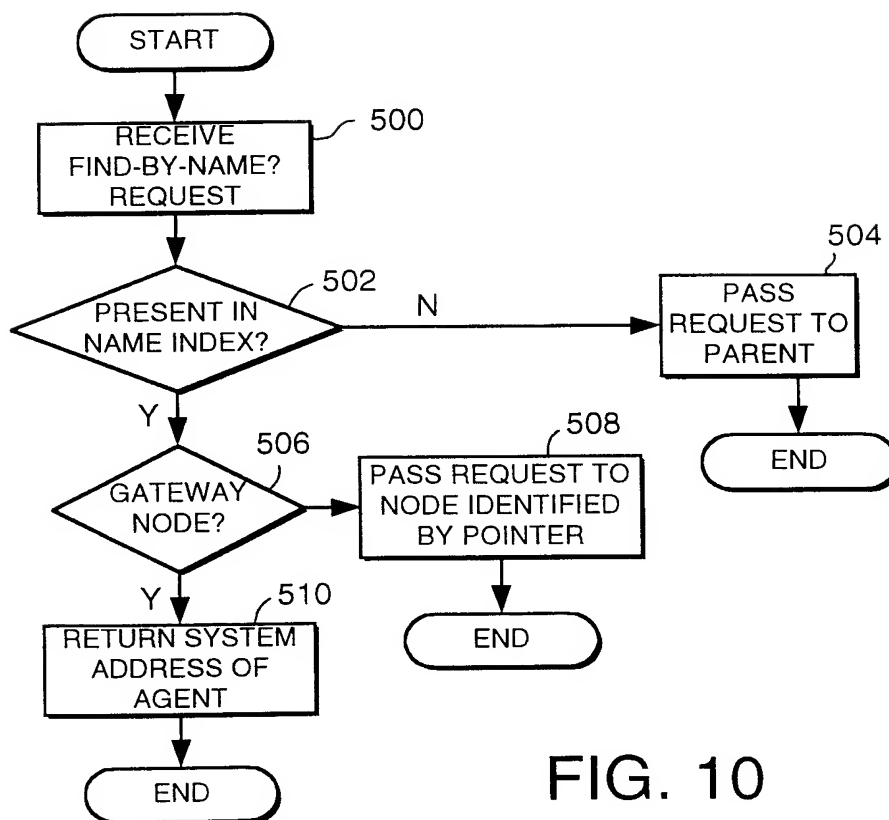 START
500
RECEIVE
FIND-BY-NAME?
REQUEST
502
PRESENT IN
NAME INDEX?
N
504
PASS
REQUEST TO
PARENT
END
Y
506
GATEWAY
NODE?
508
PASS REQUEST TO
NODE IDENTIFIED
BY POINTER
END
Y
510
RETURN SYSTEM
ADDRESS OF
AGENT
END
FIG. 10